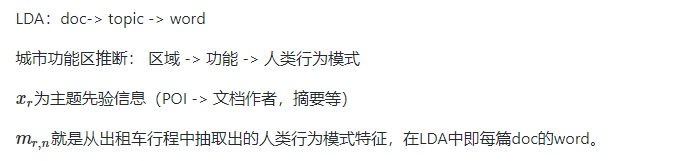 LDA：doc-> topic -> word
城市功能区推断： 区域 -> 功能 -> 人类行为模式
x_r为主题先验信息（POI -> 文档作者，摘要等）
m_{r,n}就是从出租车行程中抽取出的人类行为模式特征，在LDA中即每篇doc的word。